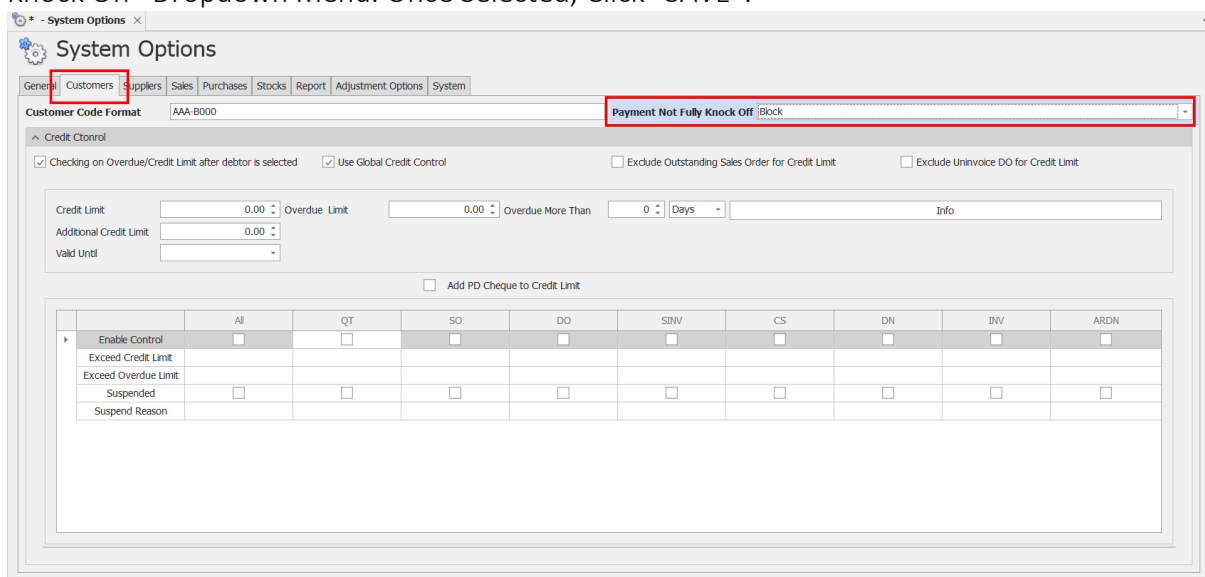 Knock Off" Dropdown Menu. Once Selected, Click "SAVE".
* - System Options ×
System Options
General Customers Suppliers Sales Purchases Stocks Report Adjustment Options System
Customer Code Format AAA-B000 Payment Not Fully Knock Off Block
Credit Ctonrol
Checking on Overdue/Credit Limit after debtor is selected Use Global Credit Control Exclude Outstanding Sales Order for Credit Limit Exclude Uninvoice DO for Credit Limit
Credit Limit 0.00 Overdue Limit 0.00 Overdue More Than 0 Days Info
Additional Credit Limit 0.00
Valid Until
Add PD Cheque to Credit Limit
All QT SO DO SINV CS DN INV ARDN
Enable Control
Exceed Credit Limit
Exceed Overdue Limit
Suspended
Suspend Reason